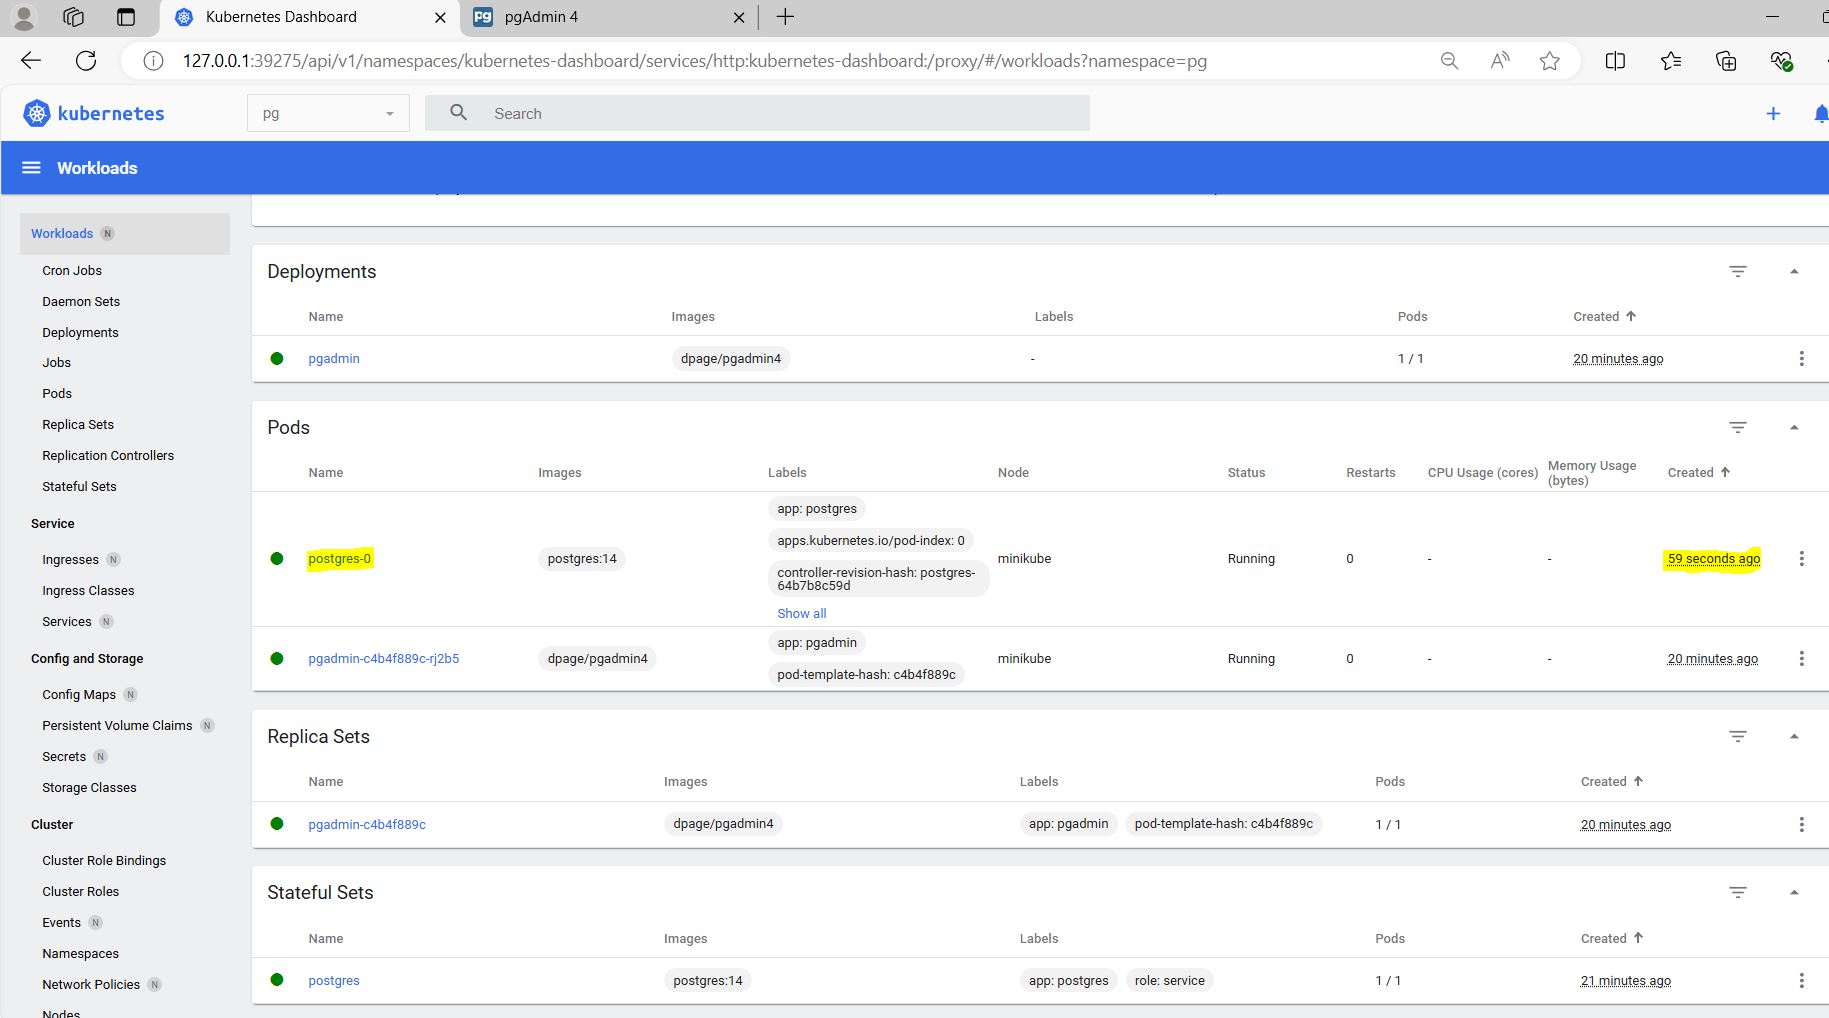 Kubernetes Dashboard
pgAdmin 4
127.0.0.1:39275/api/v1/namespaces/kubernetes-dashboard/services/http:kubernetes-dashboard:/proxy/#/workloads?namespace=pg
kubernetes
pg
Search
Workloads
Workloads N
Cron Jobs
Daemon Sets
Deployments
Jobs
Pods
Replica Sets
Replication Controllers
Stateful Sets
Service
Ingresses N
Ingress Classes
Services N
Config and Storage
Config Maps N
Persistent Volume Claims N
Secrets N
Storage Classes
Cluster
Cluster Role Bindings
Cluster Roles
Events N
Namespaces
Network Policies N
Nodes
Deployments
Name Images Labels Pods Created
pgadmin dpage/pgadmin4 - 1 / 1 20 minutes ago
Pods
Name Images Labels Node Status Restarts CPU Usage (cores) Memory Usage (bytes) Created
postgres-0 postgres:14 app: postgres
apps.kubernetes.io/pod-index: 0
controller-revision-hash: postgres-
64b7b8c59d
Show all
minikube Running 0 - - 59 seconds ago
pgadmin-c4b4f889c-rj2b5 dpage/pgadmin4 app: pgadmin
pod-template-hash: c4b4f889c
minikube Running 0 - - 20 minutes ago
Replica Sets
Name Images Labels Pods Created
pgadmin-c4b4f889c dpage/pgadmin4 app: pgadmin pod-template-hash: c4b4f889c 1 / 1 20 minutes ago
Stateful Sets
Name Images Labels Pods Created
postgres postgres:14 app: postgres role: service 1 / 1 21 minutes ago